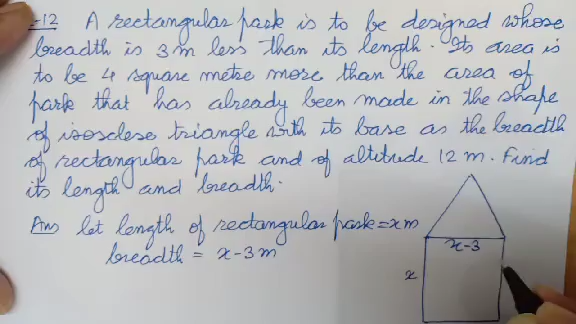 -12 A rectangular park is to be designed whose
breadth is 3 m less than its length. Its area is
to be 4 square metre more than the area of
park that has already been made in the shape
of isosclese triangle with its base as the breadth
of rectangular park and of altitude 12 m. Find
its length and breadth.
Ans let length of rectangular park = x m
breadth = x-3 m
x-3
x